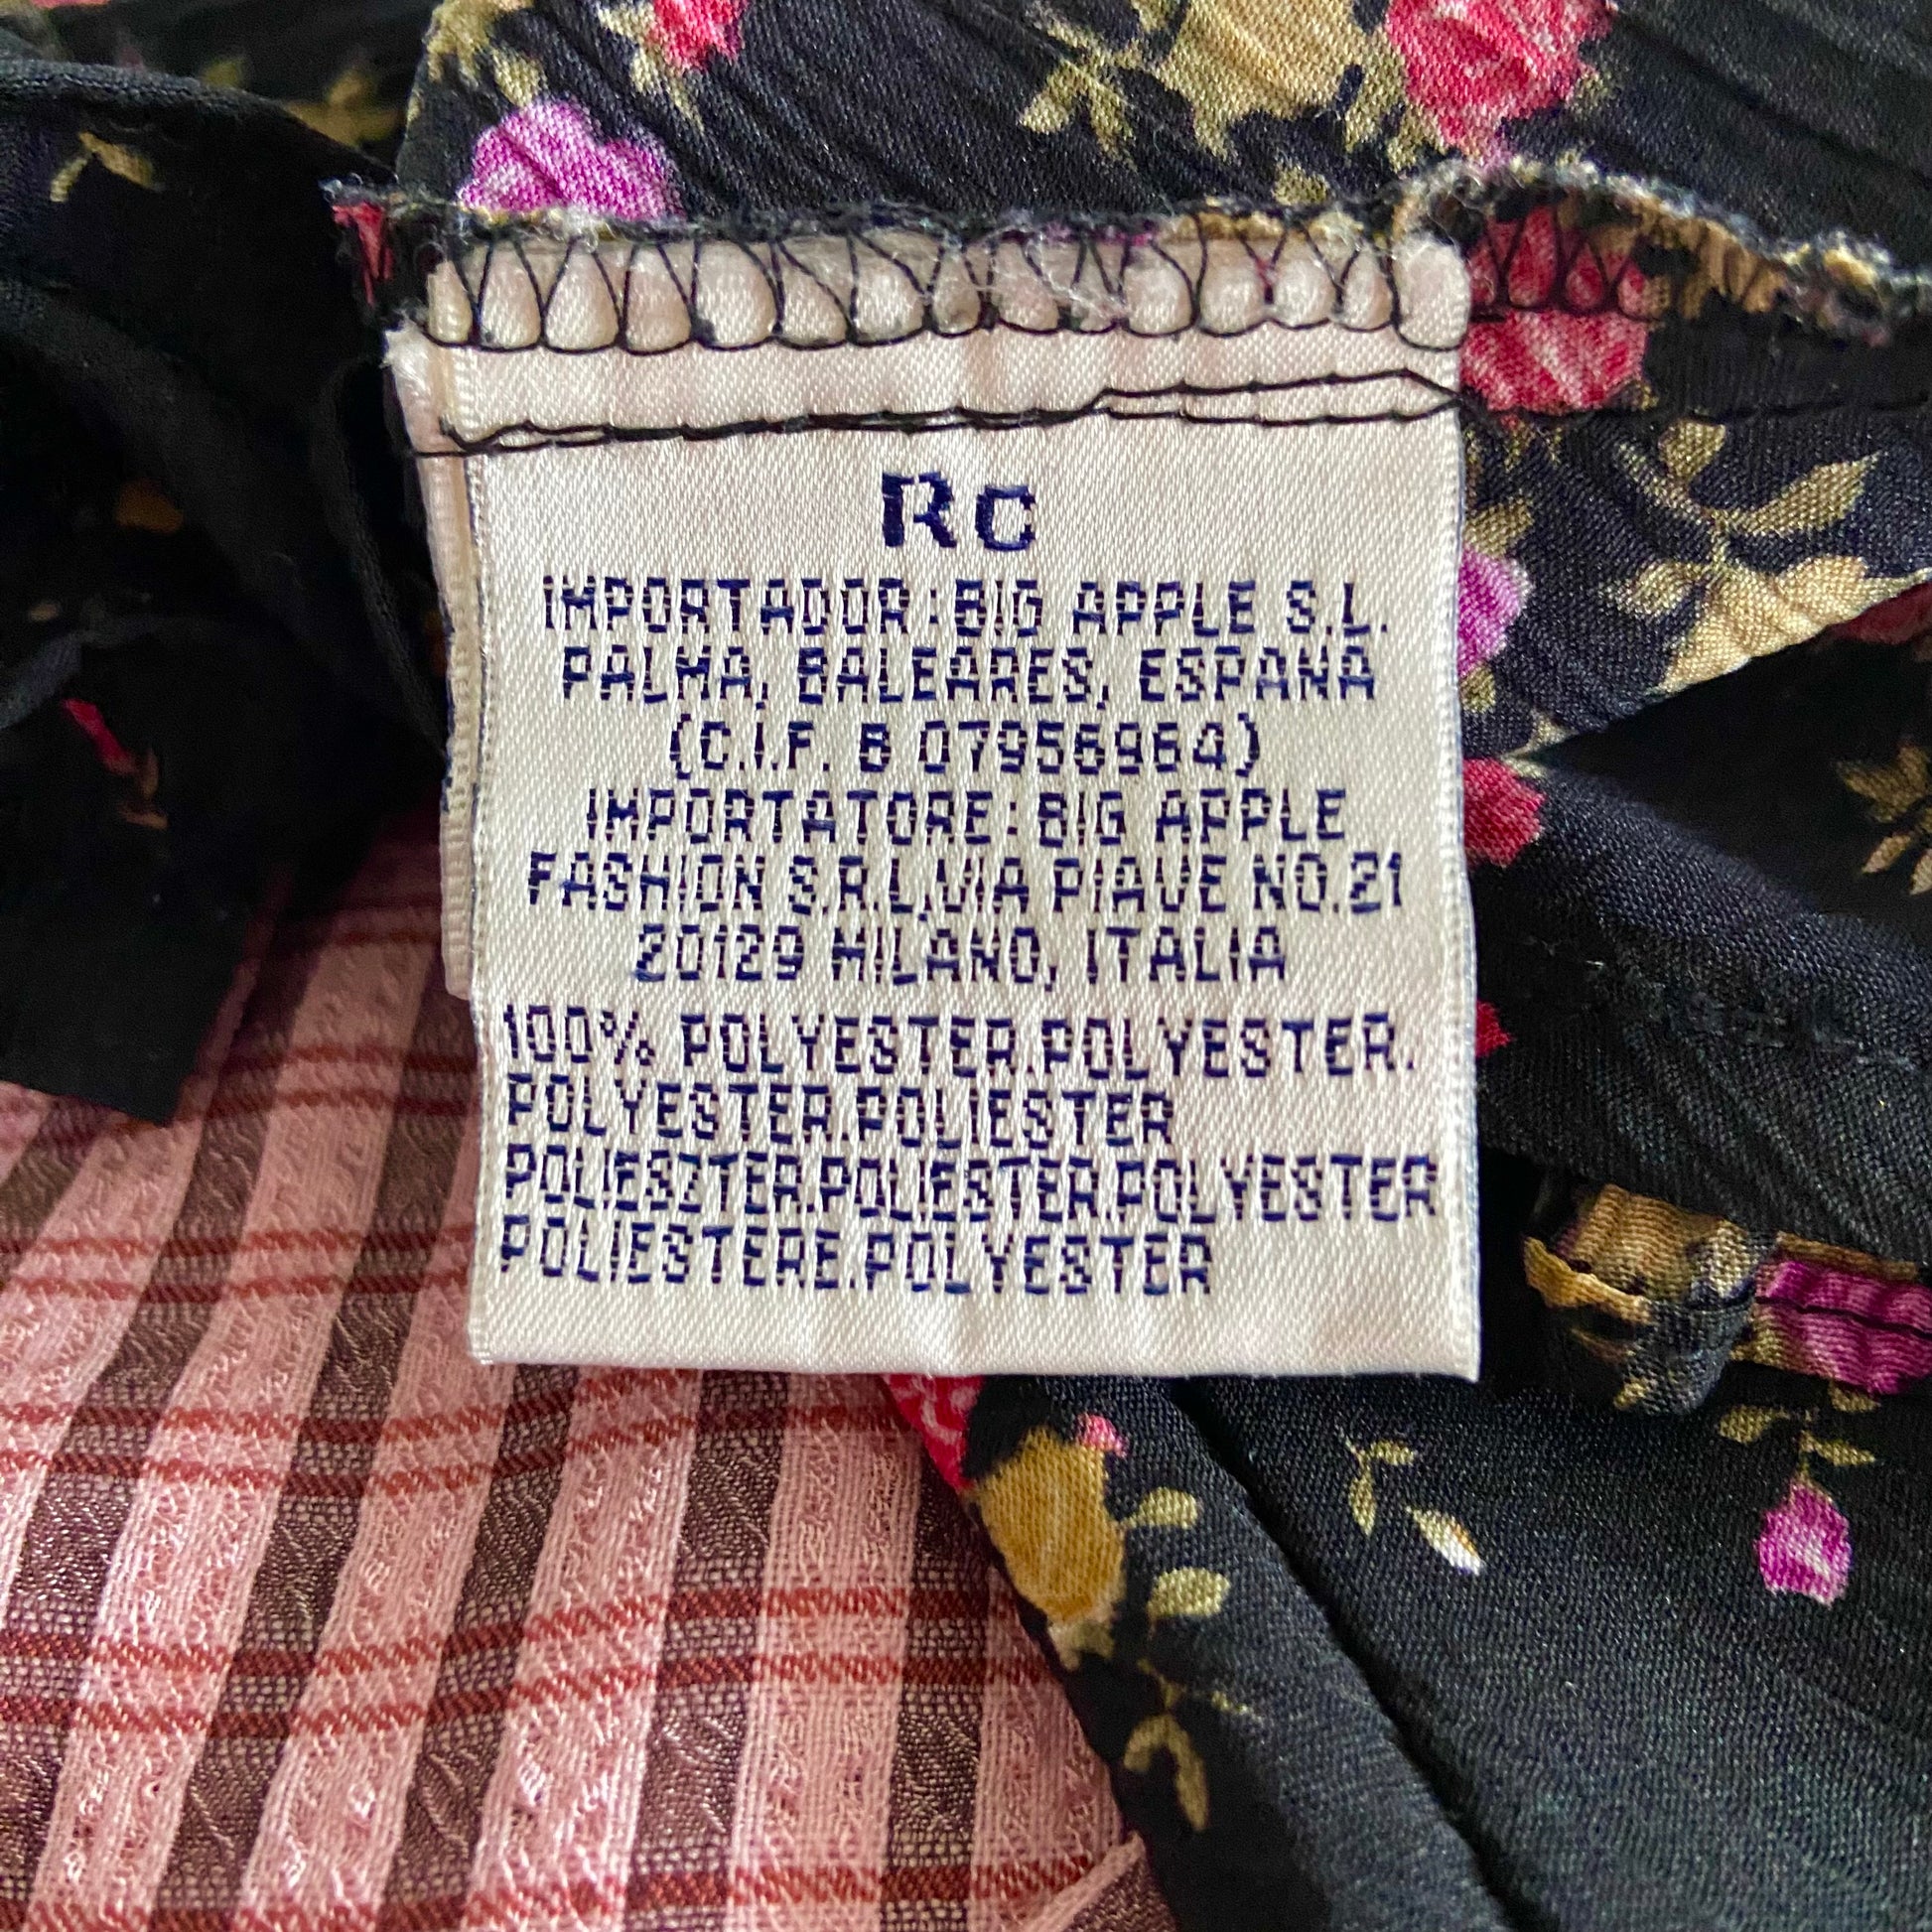 Rc
IMPORTADOR: BIG APPLE S.L.
PALMA, BALEARES, ESPANA
(C.I.F. B 07956964)
IMPORTATORE: BIG APPLE
FASHION S.R.L,VIA PIAVE NO.21
20129 MILANO, ITALIA
100% POLYESTER.POLYESTER.
POLYESTER.POLIESTER
POLIESZTER.POLIESTER.POLYESTER
POLIESTERE.POLYESTER